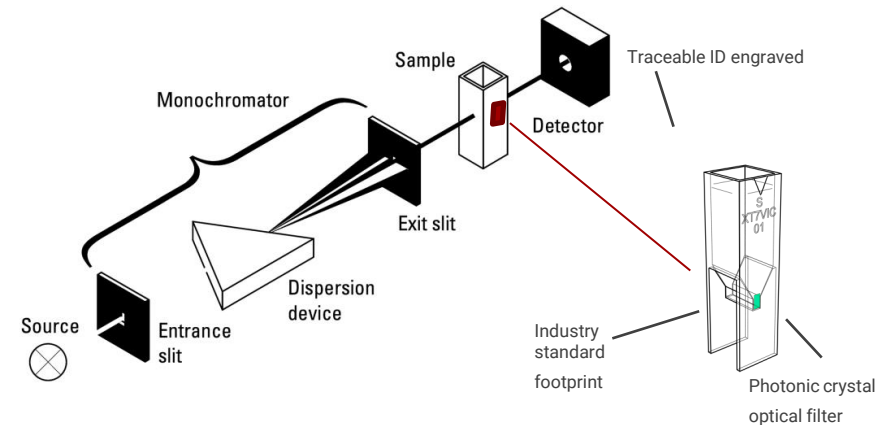 Sample
Traceable ID engraved
Monochromator
Detector
Exit slit
Dispersion
device
Source
Entrance
slit
S
XT7VIC
01
Industry
standard
footprint
Photonic crystal
optical filter